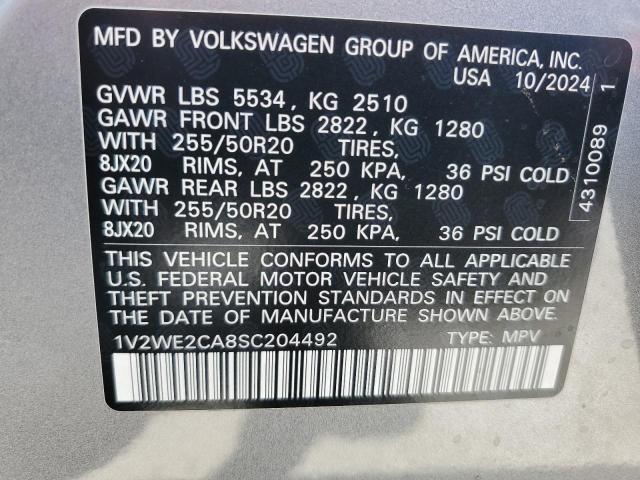 MFD BY VOLKSWAGEN GROUP OF AMERICA, INC.
USA 10/2024
GVWR LBS 5534, KG 2510
GAWR FRONT LBS 2822, KG 1280
WITH 255/50R20 TIRES,
8JX20 RIMS, AT 250 KPA, 36 PSI COLD
GAWR REAR LBS 2822, KG 1280
WITH 255/50R20 TIRES,
8JX20 RIMS, AT 250 KPA, 36 PSI COLD
THIS VEHICLE CONFORMS TO ALL APPLICABLE
U.S. FEDERAL MOTOR VEHICLE SAFETY AND
THEFT PREVENTION STANDARDS IN EFFECT ON
THE DATE OF MANUFACTURE SHOWN ABOVE.
1V2WE2CA8SC204492 TYPE: MPV
4310089 1